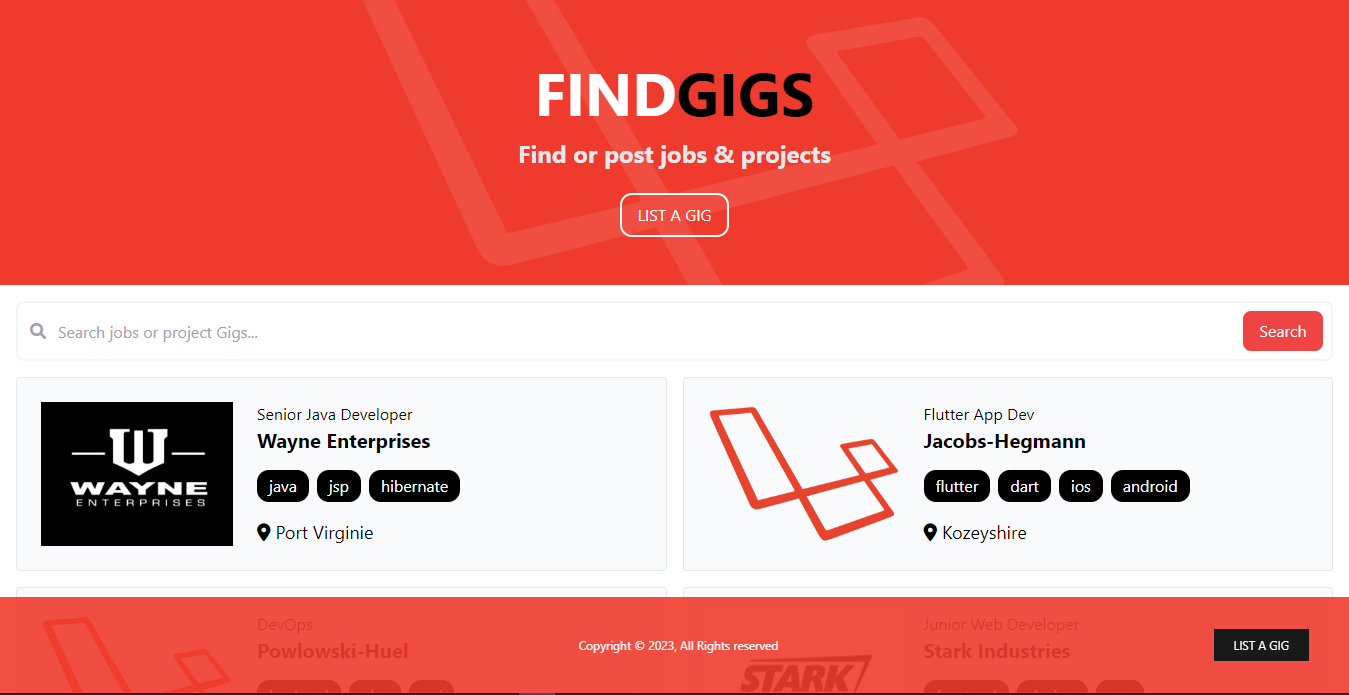 FINDGIGS
Find or post jobs & projects
LIST A GIG
Search jobs or project Gigs...
Search
WAYNE
ENTERPRISES
Senior Java Developer
Wayne Enterprises
java jsp hibernate
Port Virginie
Flutter App Dev
Jacobs-Hegmann
flutter dart ios android
Kozeyshire
DevOps
Powlowski-Huel
STARK
Junior Web Developer
Stark Industries
Copyright © 2023, All Rights reserved
LIST A GIG